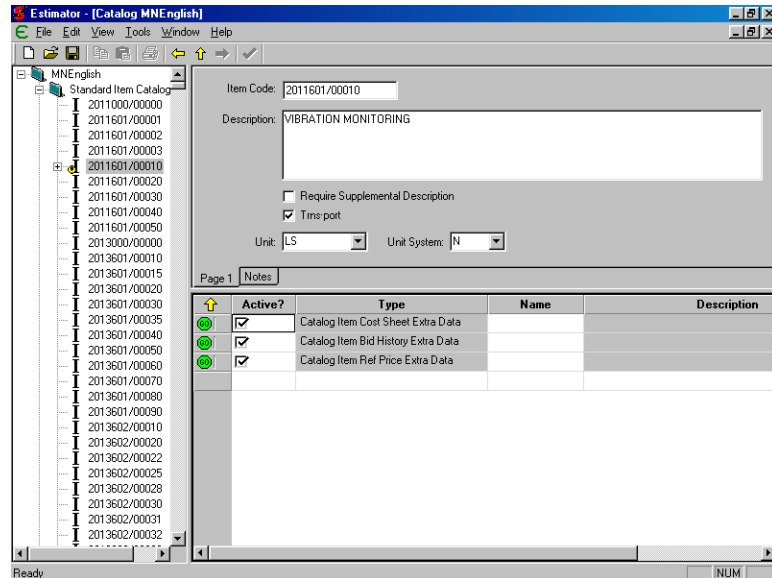 Estimator - [Catalog MNEnglish]
File Edit View Tools Window Help
MNEnglish
Standard Item Catalog
2011000/00000
2011601/00001
2011601/00002
2011601/00003
2011601/00010
2011601/00020
2011601/00030
2011601/00040
2011601/00050
2013000/00000
2013601/00010
2013601/00015
2013601/00020
2013601/00030
2013601/00035
2013601/00040
2013601/00050
2013601/00060
2013601/00070
2013601/00080
2013601/00090
2013602/00010
2013602/00020
2013602/00022
2013602/00025
2013602/00028
2013602/00030
2013602/00031
2013602/00032
Item Code: 2011601/00010
Description: VIBRATION MONITORING
Require Supplemental Description
Trns·port
Unit: LS Unit System: N
Page 1 Notes
Active? Type Name Description
GO Catalog Item Cost Sheet Extra Data
GO Catalog Item Bid History Extra Data
GO Catalog Item Ref Price Extra Data
Ready NUM